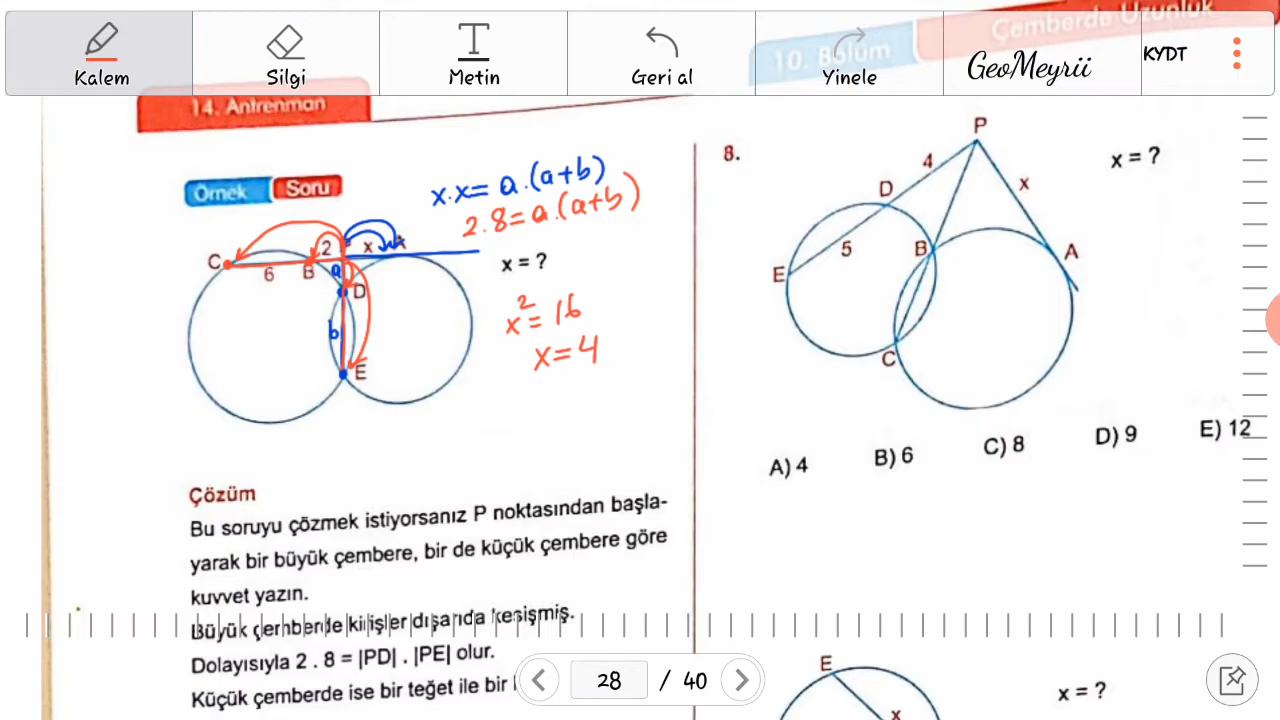 Kalem
Silgi
Metin
Geri al
Yinele
GeoMeyrii
KYDT
10. Bölüm
Çemberde Uzunluk
14. Antrenman
Örnek Soru
x.x = a.(a+b)
2.8 = a.(a+b)
C
6
B
2
x
a
D
b
E
x = ?
x² = 16
x = 4
Çözüm
Bu soruyu çözmek istiyorsanız P noktasından başla-
yarak bir büyük çembere, bir de küçük çembere göre
kuvvet yazın.
Büyük çemberde kirişler dışarıda kesişmiş.
Dolayısıyla 2 . 8 = |PD| . |PE| olur.
Küçük çemberde ise bir teğet ile bir
8.
P
4
x
D
5
B
A
E
C
x = ?
A) 4
B) 6
C) 8
D) 9
E) 12
E
x
x = ?
28 / 40